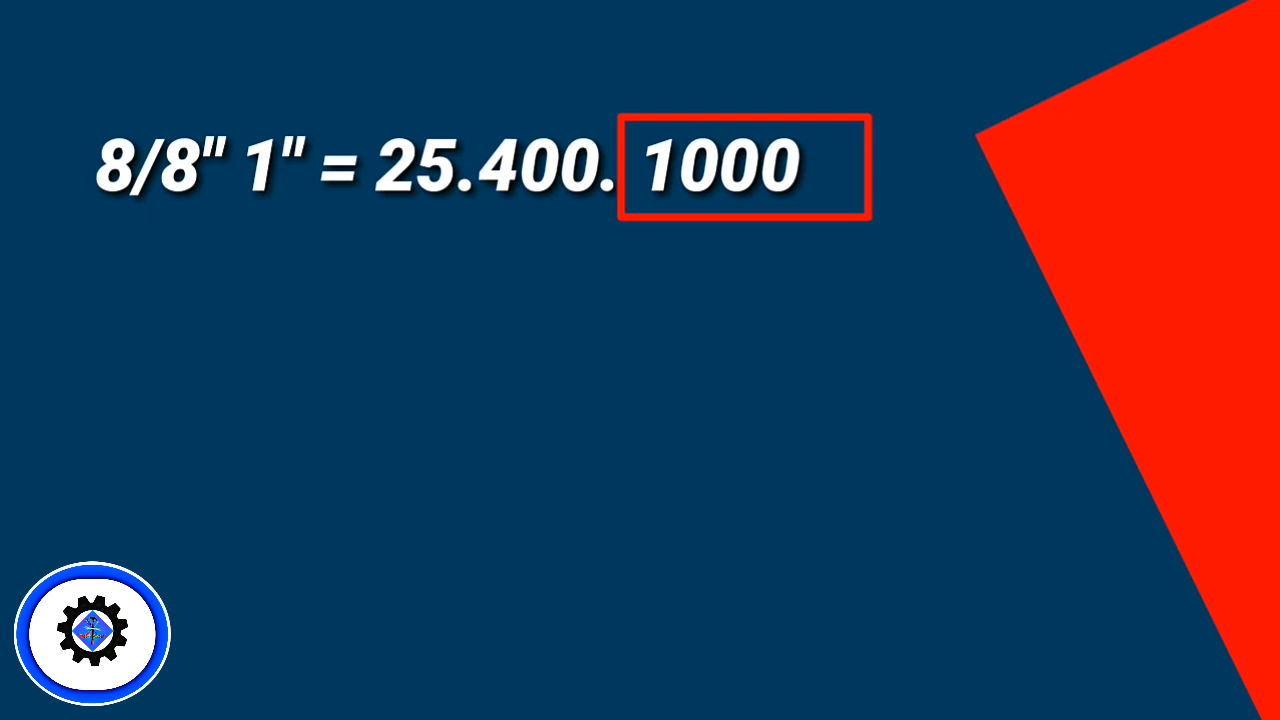 8/8" 1" = 25.400. 1000